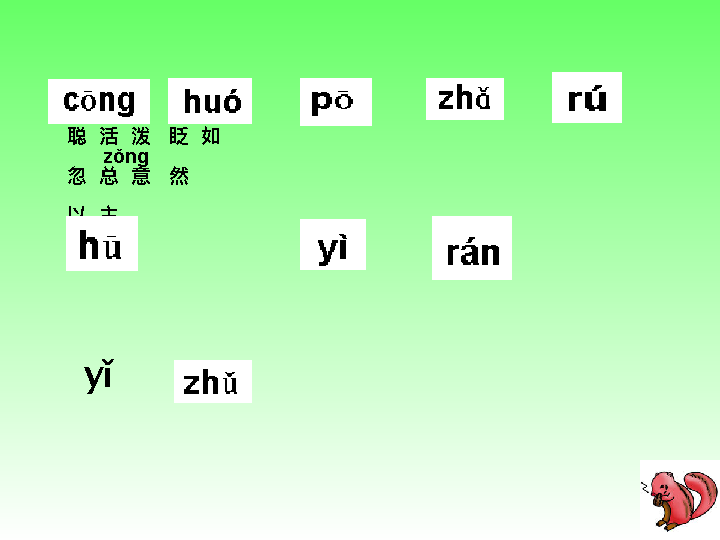 cōng huó pō zhǎ rú
聪 活 泼 眨 如
zǒng
忽 总 意 然
以 主
hū yì rán
yǐ zhǔ